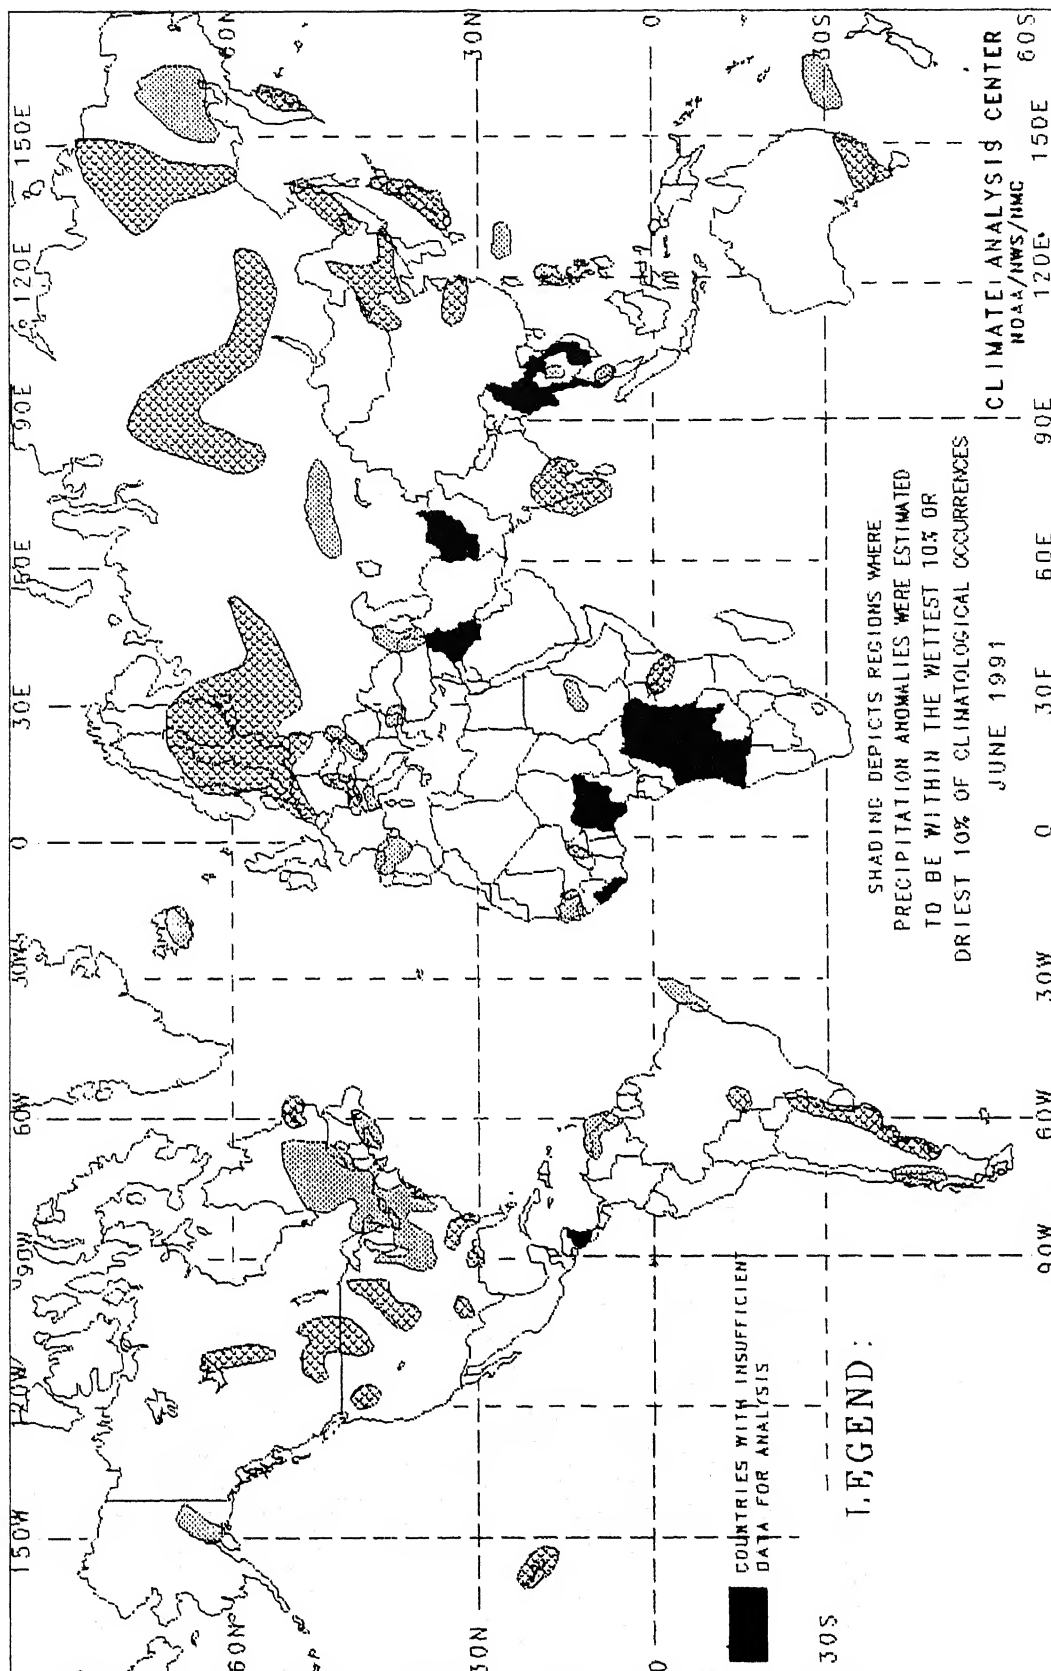 150W 120W 90W 60W 30W 0 30E 60E 90E 120E 150E
60N
60N
30N
30N
0
0
30S
30S
60S
COUNTRIES WITH INSUFFICIENT
DATA FOR ANALYSIS
LEGEND:
SHADING DEPICTS REGIONS WHERE
PRECIPITATION ANOMALIES WERE ESTIMATED
TO BE WITHIN THE WETTEST 10% OR
DRIEST 10% OF CLIMATOLOGICAL OCCURRENCES
JUNE 1991
CLIMATE ANALYSIS CENTER
NOAA/NWS/NMC
90W 60W 30W 0 30E 60E 90E 120E 150E